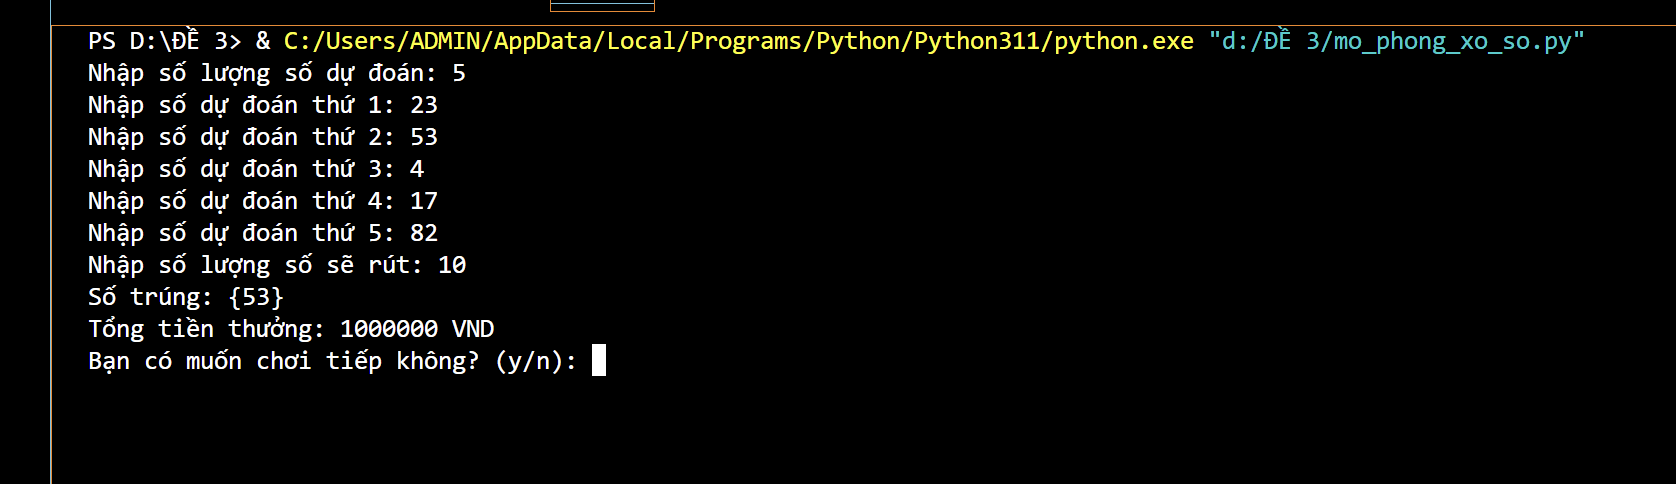 PS D:\ĐỀ 3> & C:/Users/ADMIN/AppData/Local/Programs/Python/Python311/python.exe "d:/ĐỀ 3/mo_phong_xo_so.py"
Nhập số lượng số dự đoán: 5
Nhập số dự đoán thứ 1: 23
Nhập số dự đoán thứ 2: 53
Nhập số dự đoán thứ 3: 4
Nhập số dự đoán thứ 4: 17
Nhập số dự đoán thứ 5: 82
Nhập số lượng số sẽ rút: 10
Số trúng: {53}
Tổng tiền thưởng: 1000000 VND
Bạn có muốn chơi tiếp không? (y/n):